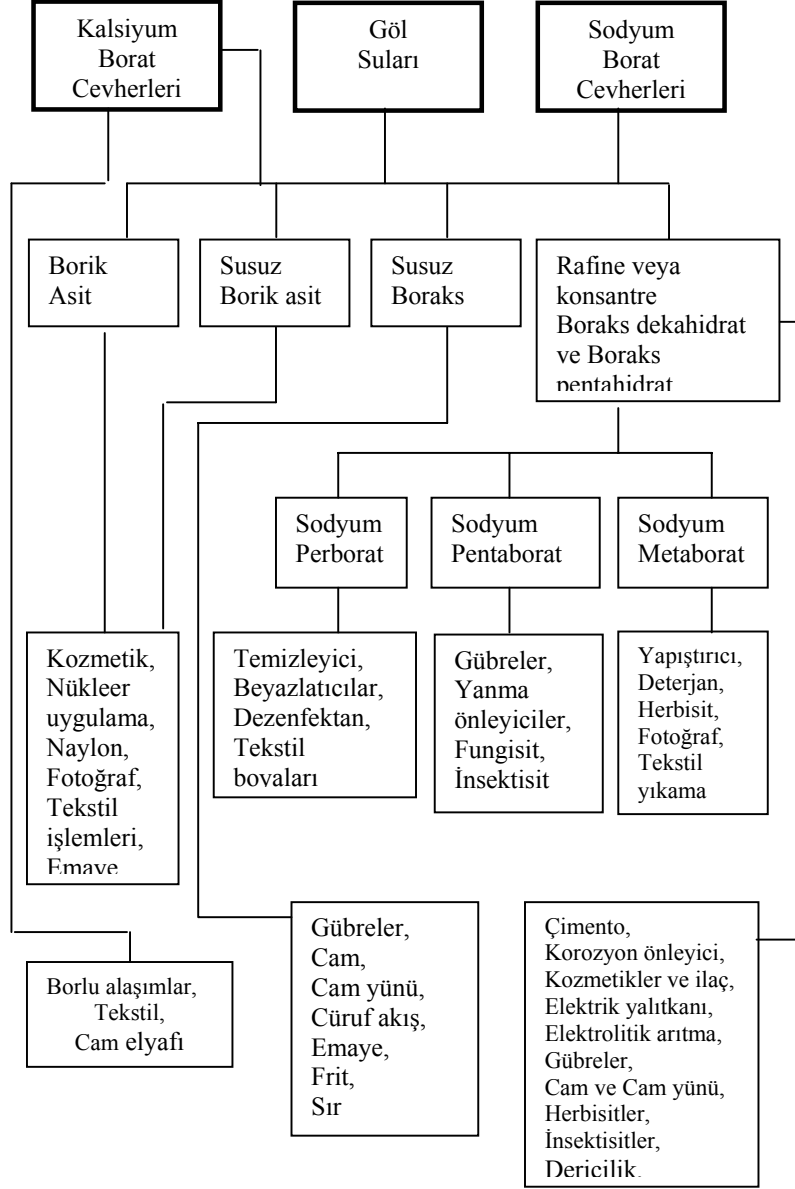 Kalsiyum
Borat
Cevherleri
Göl
Suları
Sodyum
Borat
Cevherleri
Borik
Asit
Susuz
Borik asit
Susuz
Boraks
Rafine veya
konsantre
Boraks dekahidrat
ve Boraks
pentahidrat
Sodyum
Perborat
Sodyum
Pentaborat
Sodyum
Metaborat
Kozmetik,
Nükleer
uygulama,
Naylon,
Fotoğraf,
Tekstil
işlemleri,
Emaye
Temizleyici,
Beyazlatıcılar,
Dezenfektan,
Tekstil
boyaları
Gübreler,
Yanma
önleyiciler,
Fungisit,
İnsektisit
Yapıştırıcı,
Deterjan,
Herbisit,
Fotoğraf,
Tekstil
yıkama
Borlu alaşımlar,
Tekstil,
Cam elyafı
Gübreler,
Cam,
Cam yünü,
Cüruf akış,
Emaye,
Frit,
Sır
Çimento,
Korozyon önleyici,
Kozmetikler ve ilaç,
Elektrik yalıtkanı,
Elektrolitik arıtma,
Gübreler,
Cam ve Cam yünü,
Herbisitler,
İnsektisitler,
Dericilik.